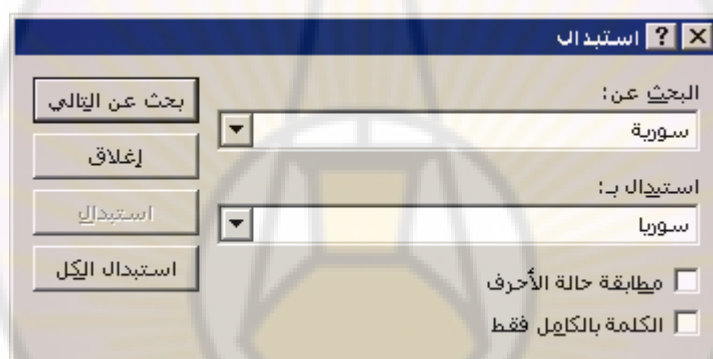 استبدال
البحث عن:
سورية
استبدال بـ:
سوريا
مطابقة حالة الأحرف
الكلمة بالكامل فقط
بحث عن التالي
إغلاق
استبدال
استبدال الكل